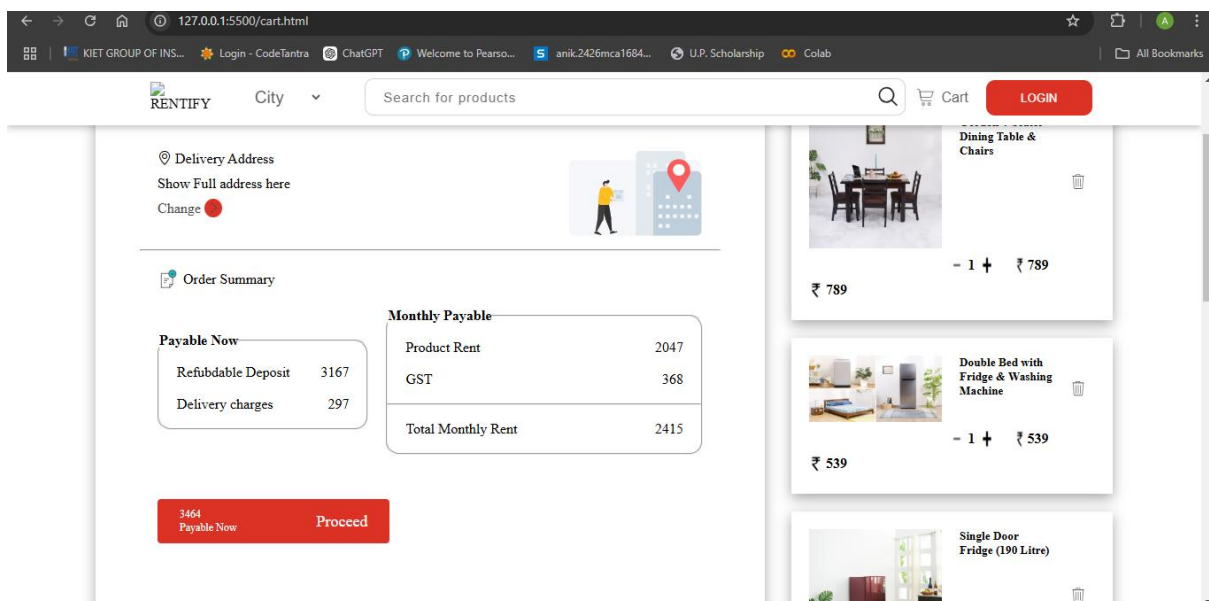 127.0.0.1:5500/cart.html
A
KIET GROUP OF INS... Login - CodeTantra ChatGPT Welcome to Pearso... anik.2426mca1684... U.P. Scholarship Colab All Bookmarks
RENTIFY City Search for products Cart LOGIN
Delivery Address
Show Full address here
Change
Order Summary
Payable Now
Refubdable Deposit 3167
Delivery charges 297
Monthly Payable
Product Rent 2047
GST 368
Total Monthly Rent 2415
3464
Payable Now
Proceed
Dining Table &
Chairs
- 1 + ₹ 789
₹ 789
Double Bed with
Fridge & Washing
Machine
- 1 + ₹ 539
₹ 539
Single Door
Fridge (190 Litre)